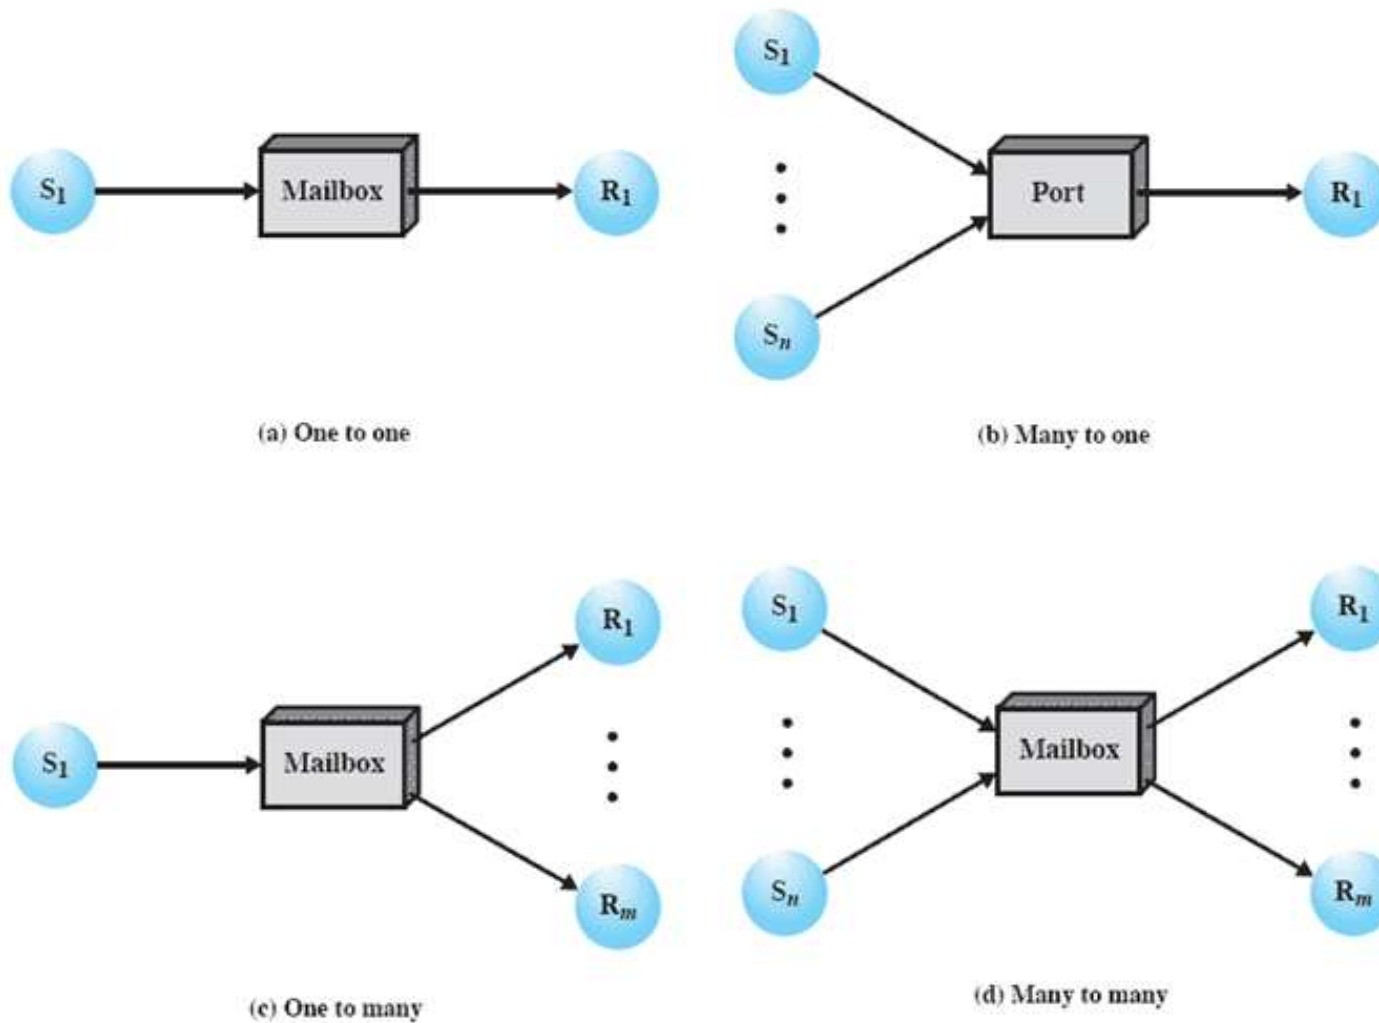 S1
Mailbox
R1
(a) One to one
S1
Sn
Port
R1
(b) Many to one
S1
Mailbox
R1
Rm
(c) One to many
S1
Sn
Mailbox
R1
Rm
(d) Many to many